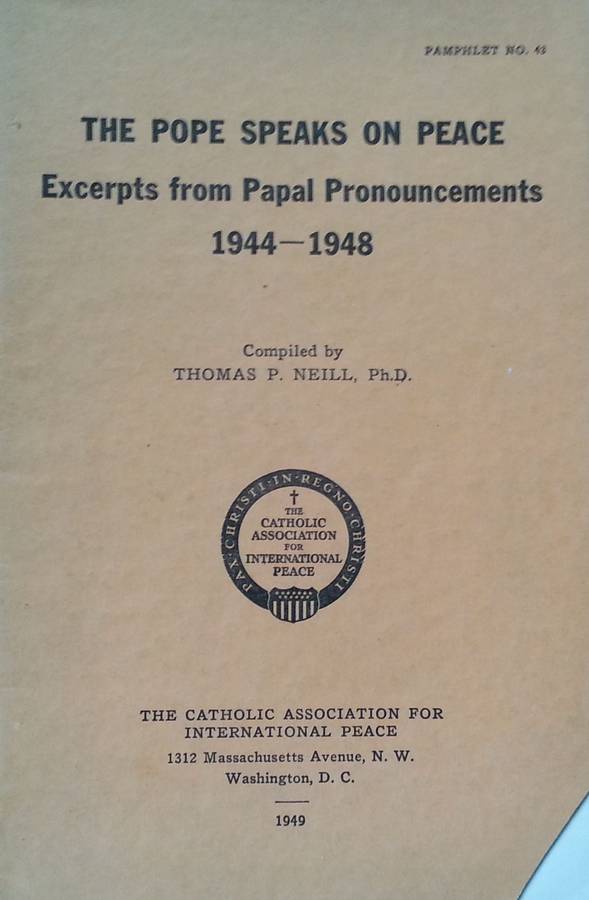 PAMPHLET NO. 43
THE POPE SPEAKS ON PEACE
Excerpts from Papal Pronouncements
1944—1948
Compiled by
THOMAS P. NEILL, Ph.D.
PAX·CHRISTI·IN·REGNO·CHRISTI
THE
CATHOLIC
ASSOCIATION
FOR
INTERNATIONAL
PEACE
THE CATHOLIC ASSOCIATION FOR
INTERNATIONAL PEACE
1312 Massachusetts Avenue, N. W.
Washington, D. C.
1949